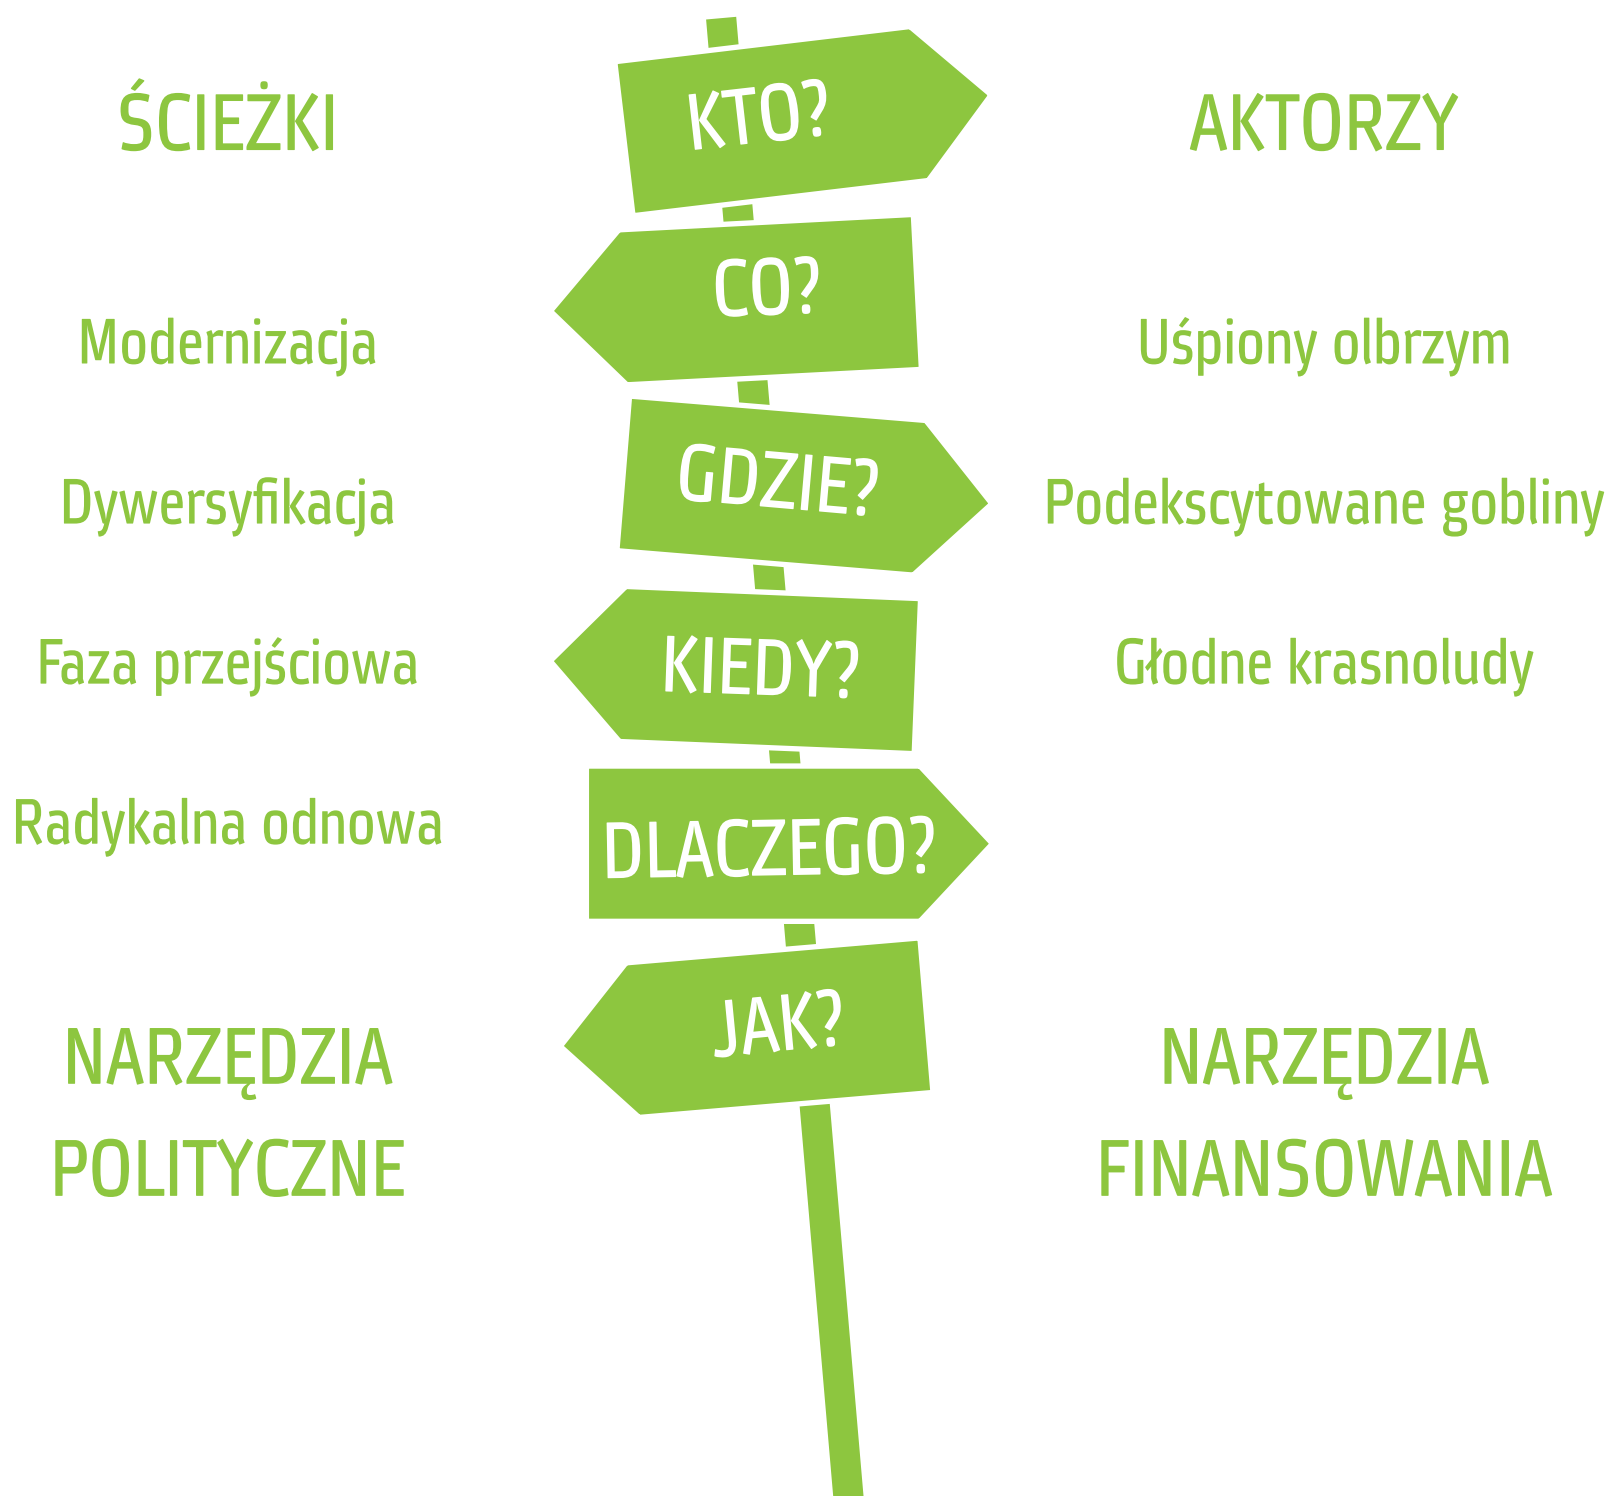 ŚCIEŻKI
Modernizacja
Dywersyfikacja
Faza przejściowa
Radykalna odnowa
NARZĘDZIA
POLITYCZNE
KTO?
CO?
GDZIE?
KIEDY?
DLACZEGO?
JAK?
AKTORZY
Uśpiony olbrzym
Podekscytowane gobliny
Głodne krasnoludy
NARZĘDZIA
FINANSOWANIA